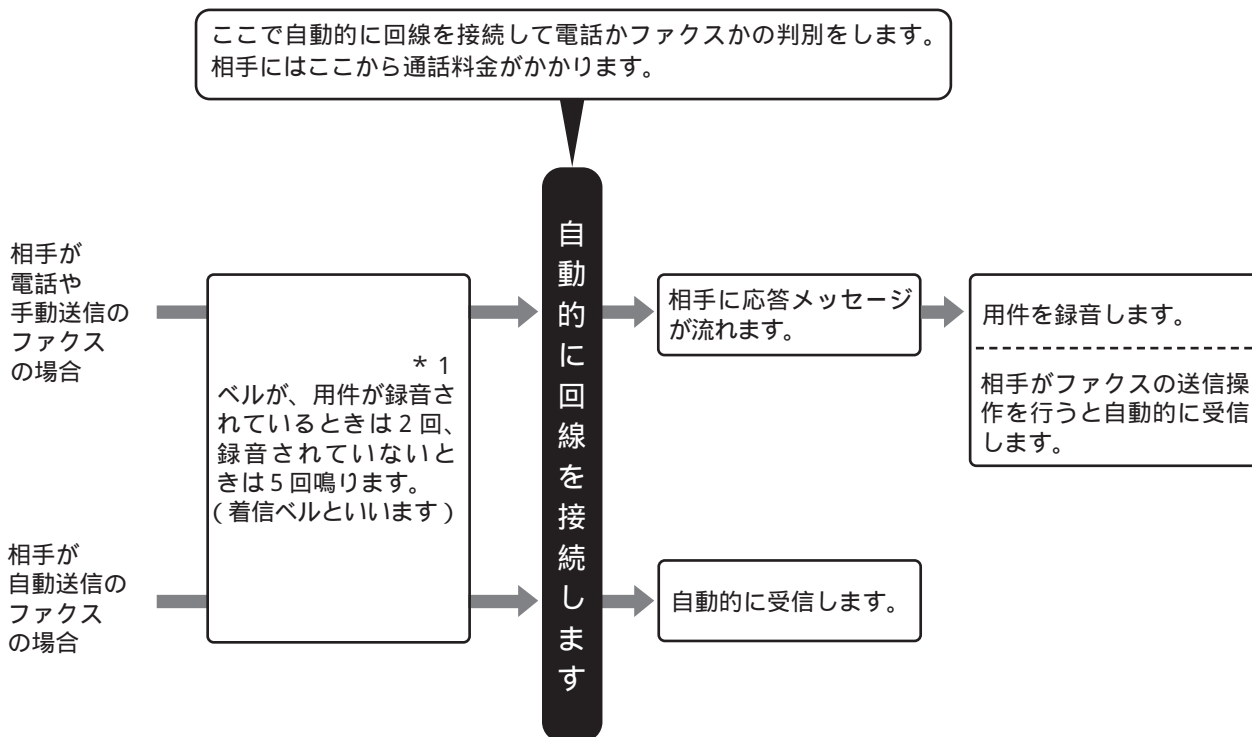 ここで自動的に回線を接続して電話かファクスかの判別をします。
相手にはここから通話料金がかかります。
相手が
電話や
手動送信の
ファクス
の場合
＊1
ベルが、用件が録音さ
れているときは2回、
録音されていないと
きは5回鳴ります。
(着信ベルといいます)
自動的に回線を接続します
相手に応答メッセージ
が流れます。
用件を録音します。
相手がファクスの送信操
作を行うと自動的に受信
します。
相手が
自動送信の
ファクス
の場合
自動的に受信します。